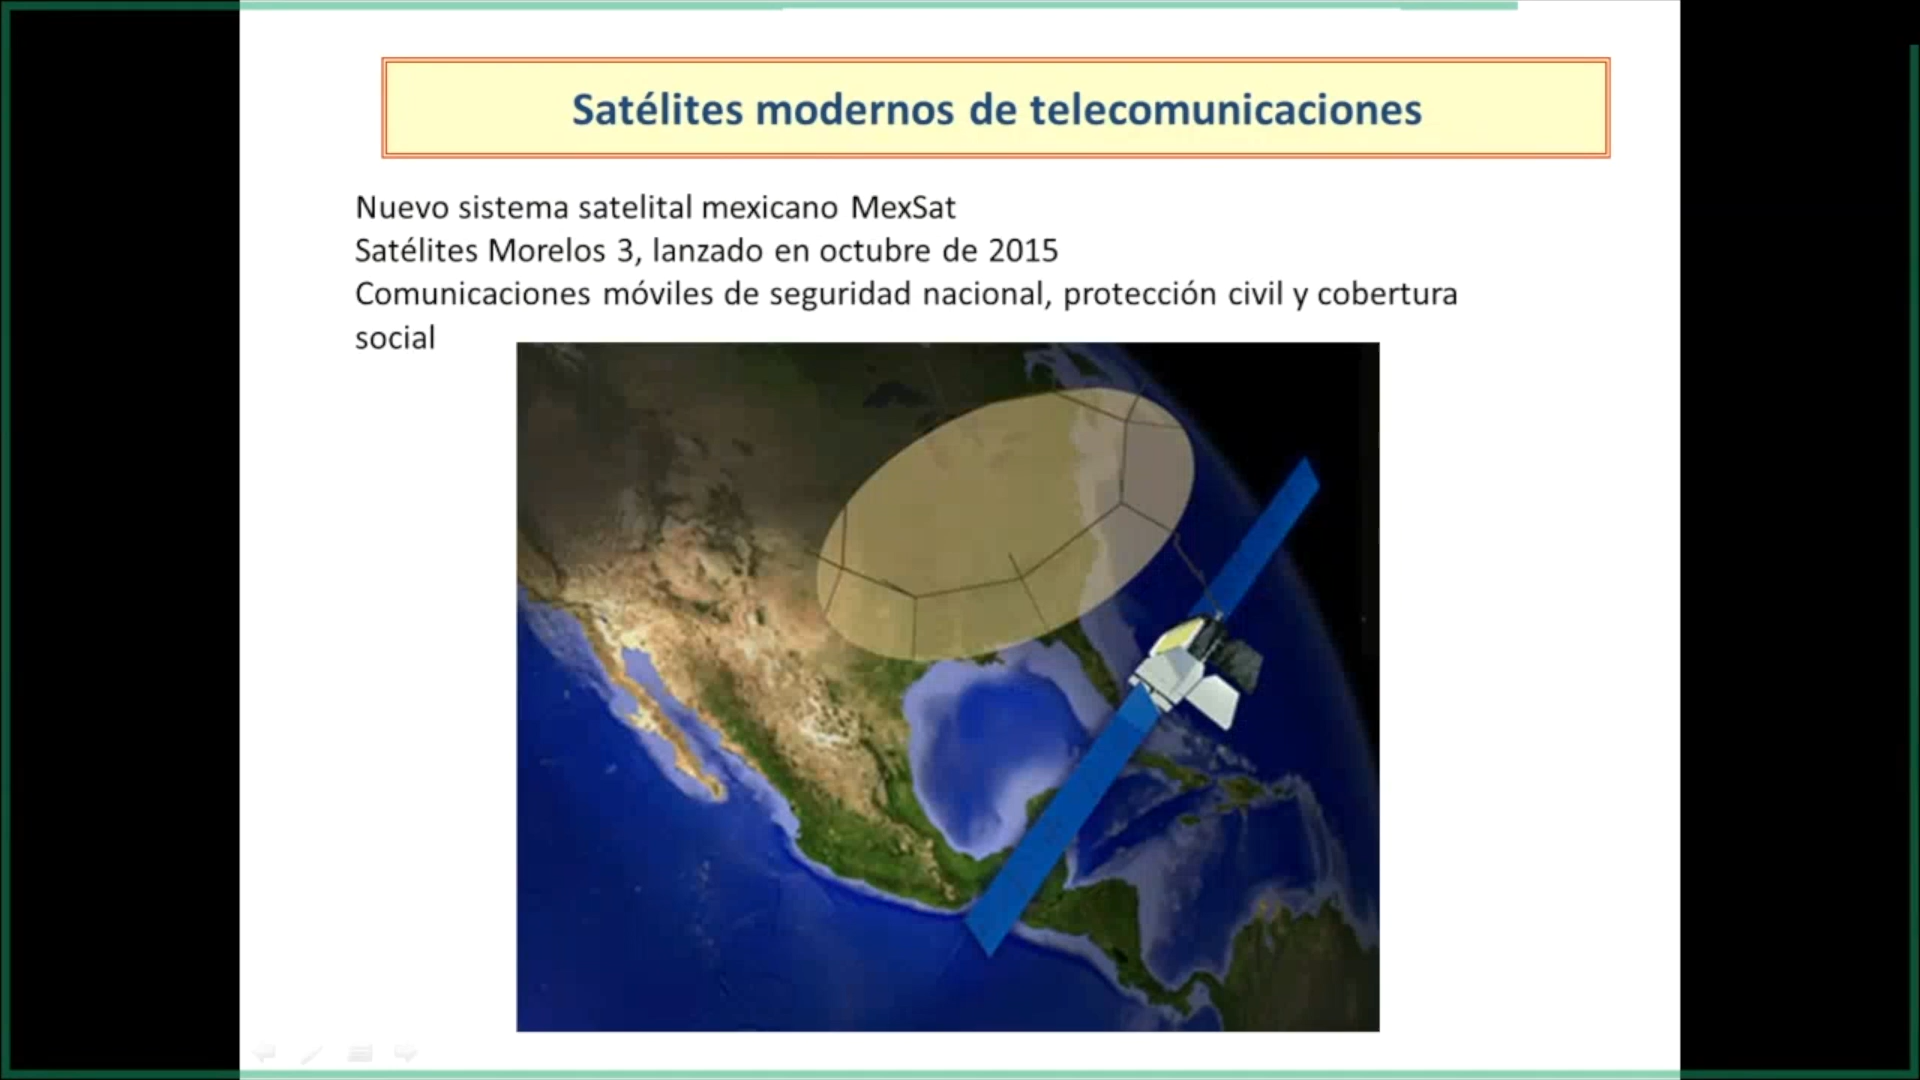 Satélites modernos de telecomunicaciones
Nuevo sistema satelital mexicano MexSat
Satélites Morelos 3, lanzado en octubre de 2015
Comunicaciones móviles de seguridad nacional, protección civil y cobertura
social